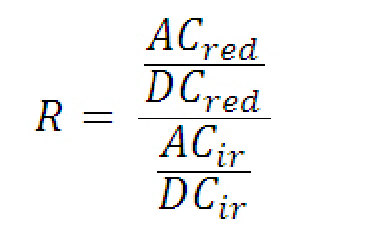 R = 
AC_red
DC_red
AC_ir
DC_ir